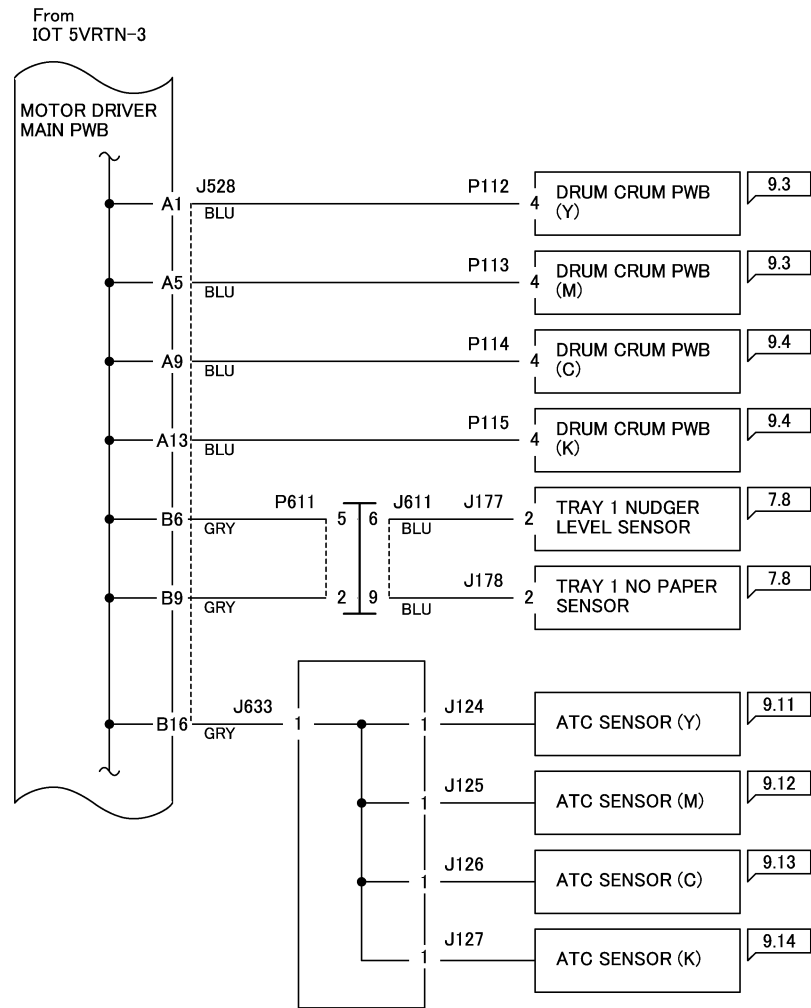 From
IOT 5VRTN-3
MOTOR DRIVER
MAIN PWB
A1 J528 BLU P112 4 DRUM CRUM PWB (Y) 9.3
A5 BLU P113 4 DRUM CRUM PWB (M) 9.3
A9 BLU P114 4 DRUM CRUM PWB (C) 9.4
A13 BLU P115 4 DRUM CRUM PWB (K) 9.4
B6 GRY P611 5 6 J611 BLU J177 2 TRAY 1 NUDGER LEVEL SENSOR 7.8
B9 GRY 2 9 BLU J178 2 TRAY 1 NO PAPER SENSOR 7.8
B16 GRY J633 1 1 J124 ATC SENSOR (Y) 9.11
1 J125 ATC SENSOR (M) 9.12
1 J126 ATC SENSOR (C) 9.13
1 J127 ATC SENSOR (K) 9.14